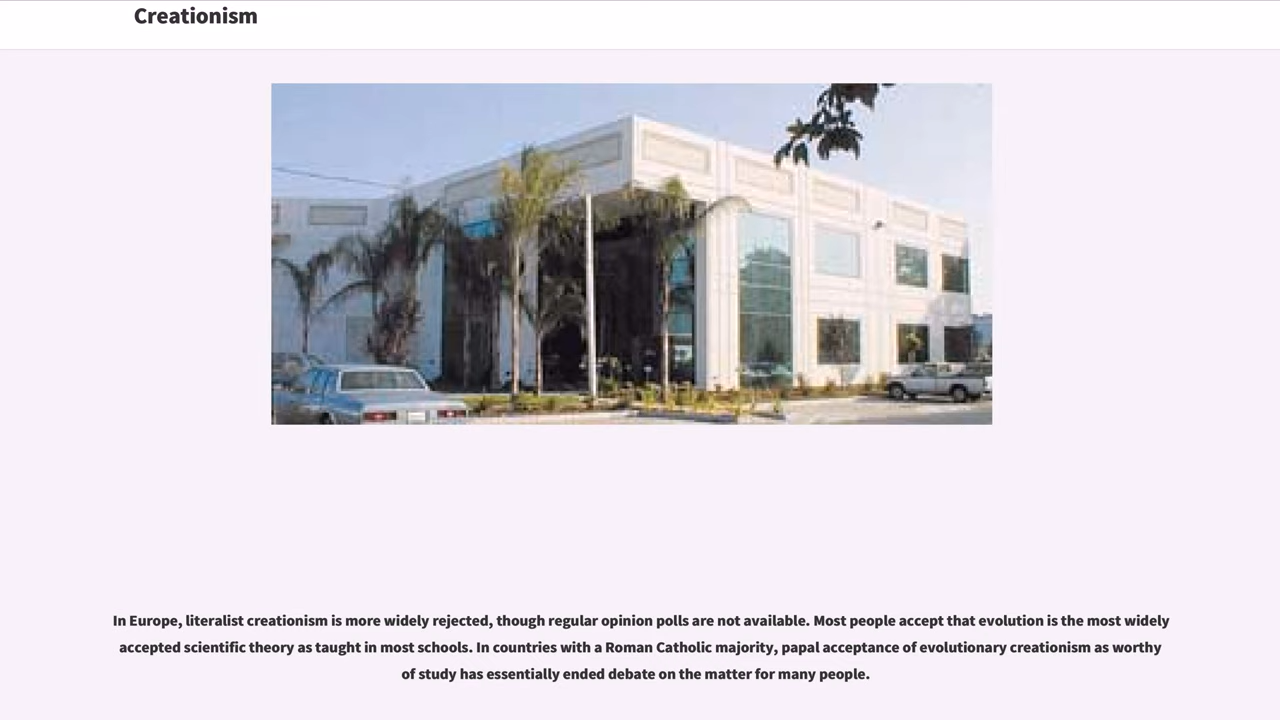 Creationism
In Europe, literalist creationism is more widely rejected, though regular opinion polls are not available. Most people accept that evolution is the most widely
accepted scientific theory as taught in most schools. In countries with a Roman Catholic majority, papal acceptance of evolutionary creationism as worthy
of study has essentially ended debate on the matter for many people.